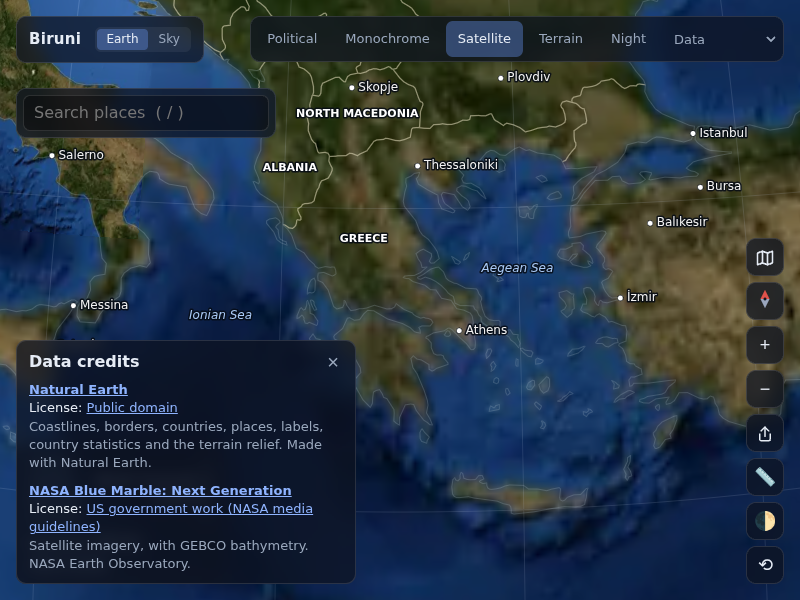 Biruni
Earth
Sky
Political
Monochrome
Satellite
Terrain
Night
Data
Search places ( / )
Skopje
Plovdiv
NORTH MACEDONIA
Istanbul
Salerno
ALBANIA
Thessaloniki
Bursa
Balıkesir
GREECE
Aegean Sea
İzmir
Messina
Ionian Sea
Athens
Data credits
×
Natural Earth
License: Public domain
Coastlines, borders, countries, places, labels,
country statistics and the terrain relief. Made
with Natural Earth.
NASA Blue Marble: Next Generation
License: US government work (NASA media
guidelines)
Satellite imagery, with GEBCO bathymetry.
NASA Earth Observatory.
+
−